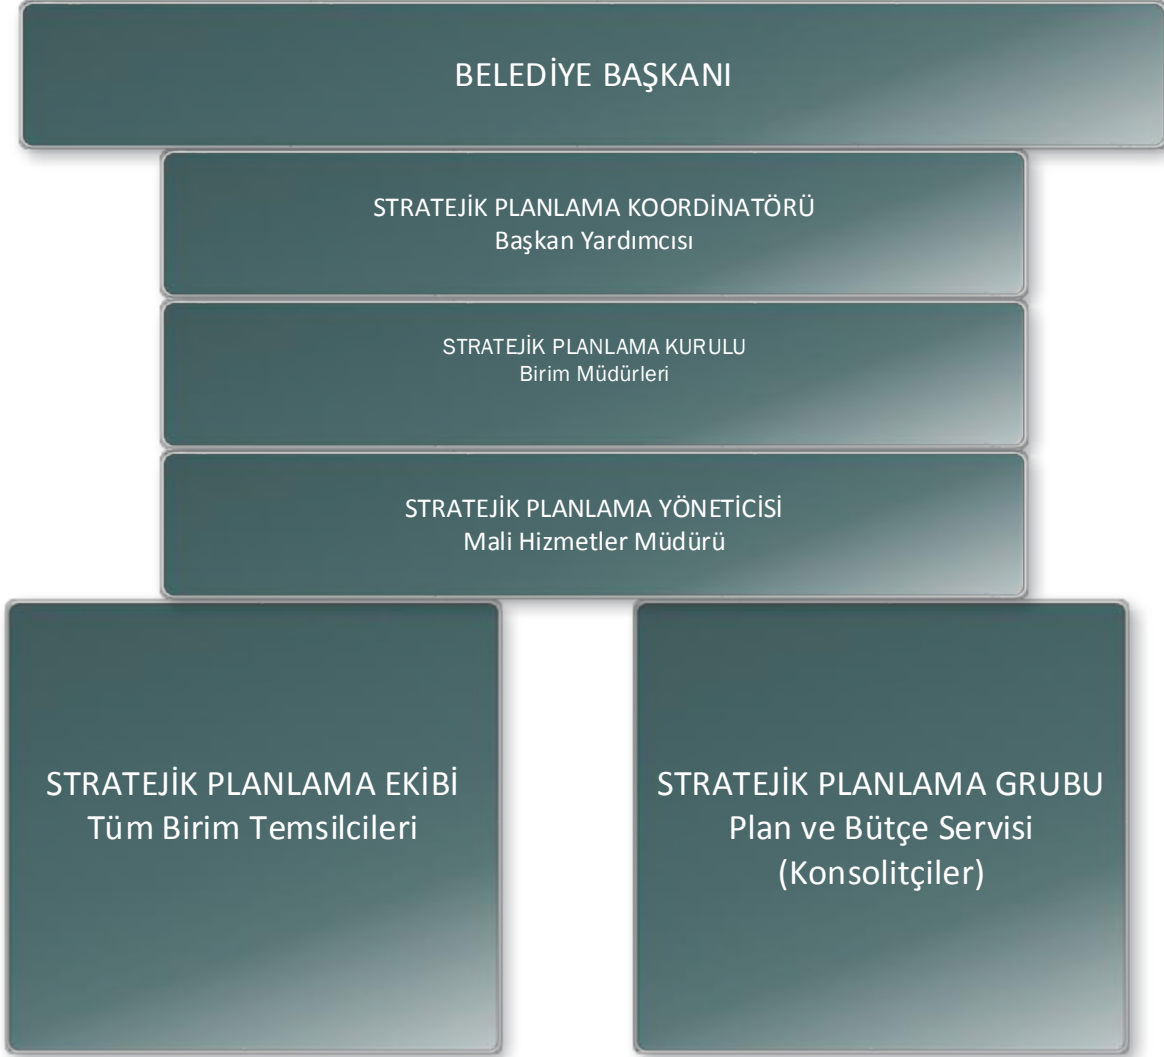 BELEDİYE BAŞKANI
STRATEJİK PLANLAMA KOORDİNATÖRÜ
Başkan Yardımcısı
STRATEJİK PLANLAMA KURULU
Birim Müdürleri
STRATEJİK PLANLAMA YÖNETİCİSİ
Mali Hizmetler Müdürü
STRATEJİK PLANLAMA EKİBİ
Tüm Birim Temsilcileri
STRATEJİK PLANLAMA GRUBU
Plan ve Bütçe Servisi
(Konsolitçiler)